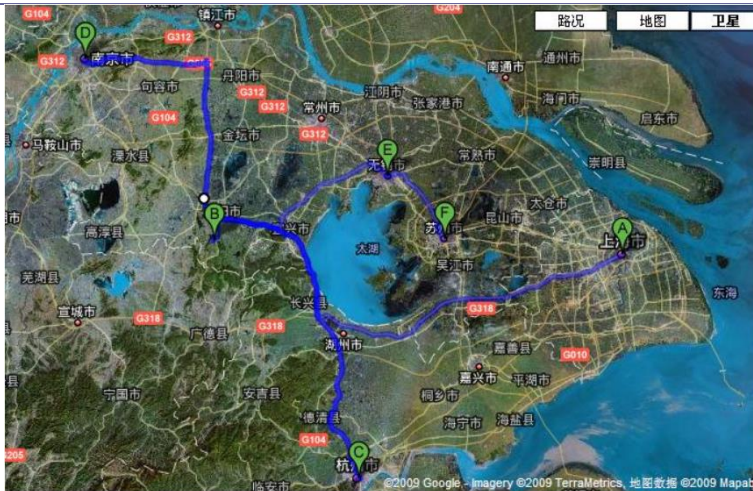 G104
镇江市
G204
路况
地图
卫星
D
G312
G312
南京市
句容市
丹阳市
G312
G312
南通市
通州市
江阴市
张家港市
海门市
启东市
常州市
G312
G104
金坛市
马鞍山市
溧水县
E
常熟市
崇明县
B
F
昆山市
太仓市
A
高淳县
太湖
吴江市
芜湖县
东海
宣城市
G318
长兴县
G318
G318
广德县
湖州市
嘉善县
G010
嘉兴市
平湖市
宁国市
安吉县
桐乡市
德清县
海宁市
海盐县
G104
C
G205
临安市
©2009 Google - Imagery ©2009 TerraMetrics, 地图数据 ©2009 Mapa